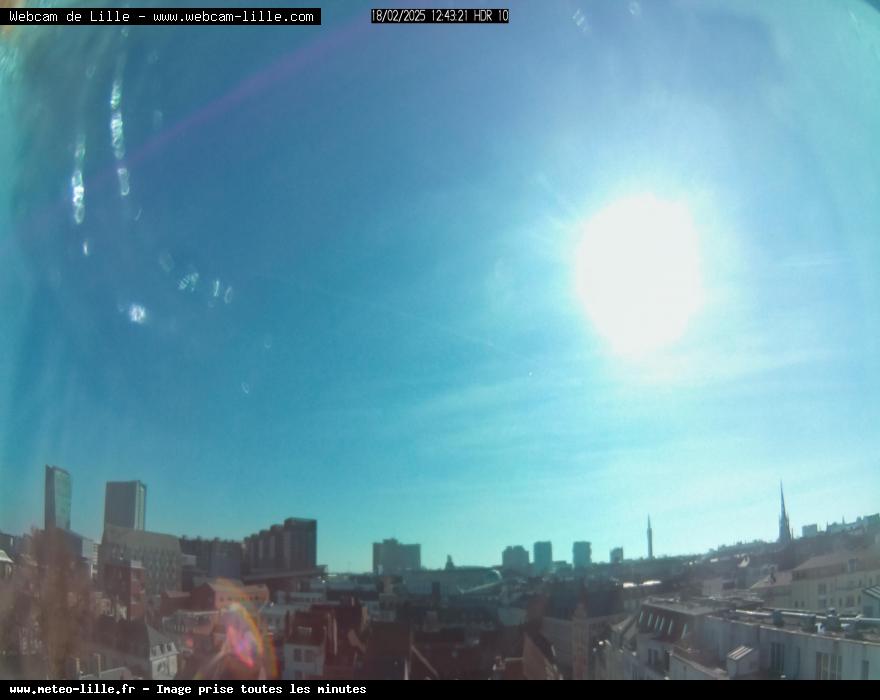 Webcam de Lille - www.webcam-lille.com
18/02/2025 12:43:21 HDR 10
www.meteo-lille.fr - Image prise toutes les minutes